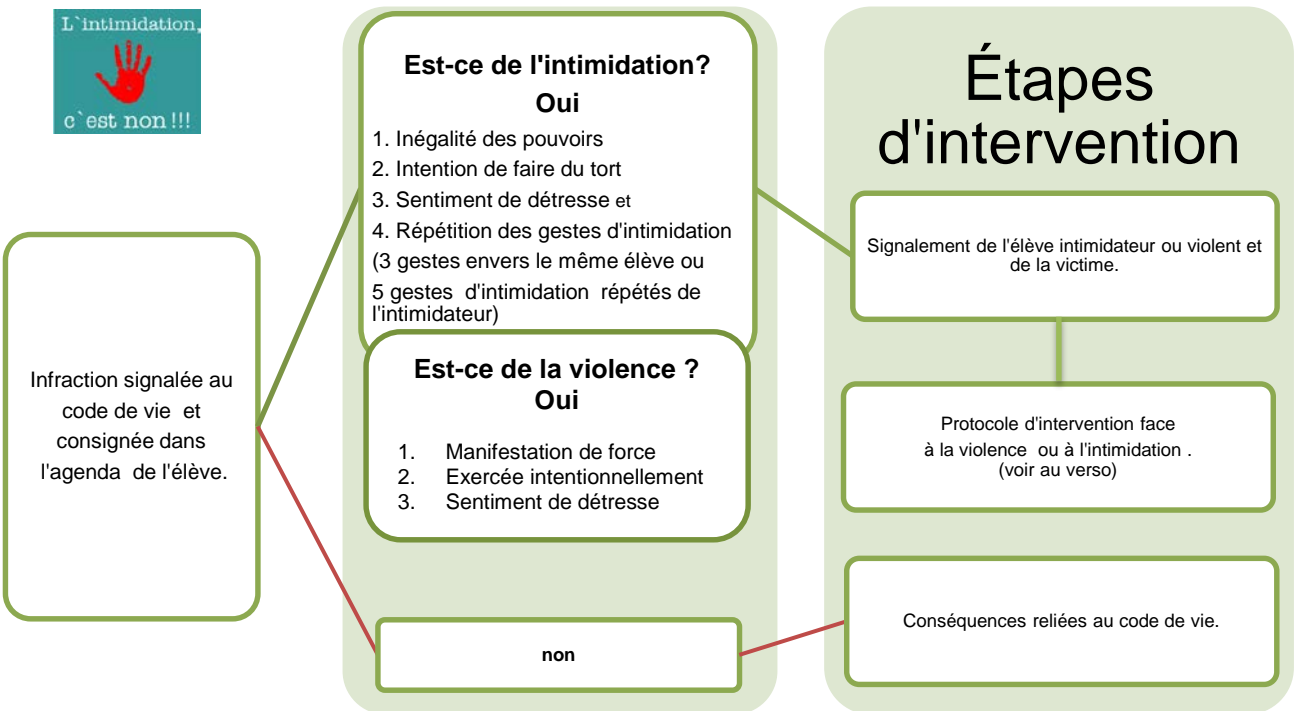 L`intimidation,
c`est non !!!
Infraction signalée au
code de vie et
consignée dans
l'agenda de l'élève.
Est-ce de l'intimidation?
Oui
1. Inégalité des pouvoirs
2. Intention de faire du tort
3. Sentiment de détresse et
4. Répétition des gestes d'intimidation
(3 gestes envers le même élève ou
5 gestes d'intimidation répétés de
l'intimidateur)
Est-ce de la violence ?
Oui
1. Manifestation de force
2. Exercée intentionnellement
3. Sentiment de détresse
non
Étapes
d'intervention
Signalement de l'élève intimidateur ou violent et
de la victime.
Protocole d'intervention face
à la violence ou à l'intimidation .
(voir au verso)
Conséquences reliées au code de vie.